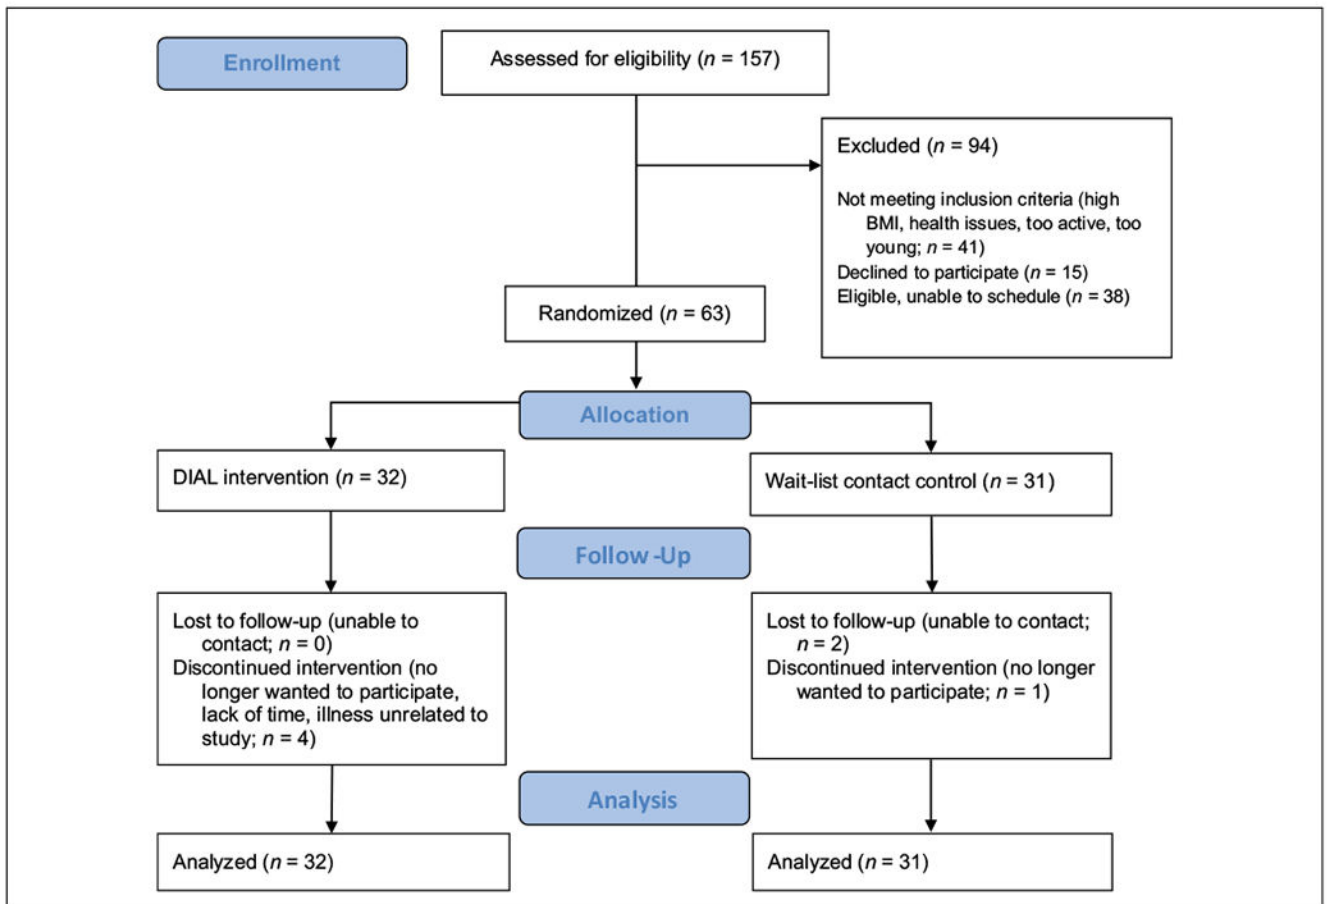 Enrollment
Assessed for eligibility (n = 157)
Excluded (n = 94)
Not meeting inclusion criteria (high
BMI, health issues, too active, too
young; n = 41)
Declined to participate (n = 15)
Eligible, unable to schedule (n = 38)
Randomized (n = 63)
Allocation
DIAL intervention (n = 32)
Wait-list contact control (n = 31)
Follow -Up
Lost to follow-up (unable to
contact; n = 0)
Discontinued intervention (no
longer wanted to participate,
lack of time, illness unrelated to
study; n = 4)
Lost to follow-up (unable to contact;
n = 2)
Discontinued intervention (no longer
wanted to participate; n = 1)
Analysis
Analyzed (n = 32)
Analyzed (n = 31)